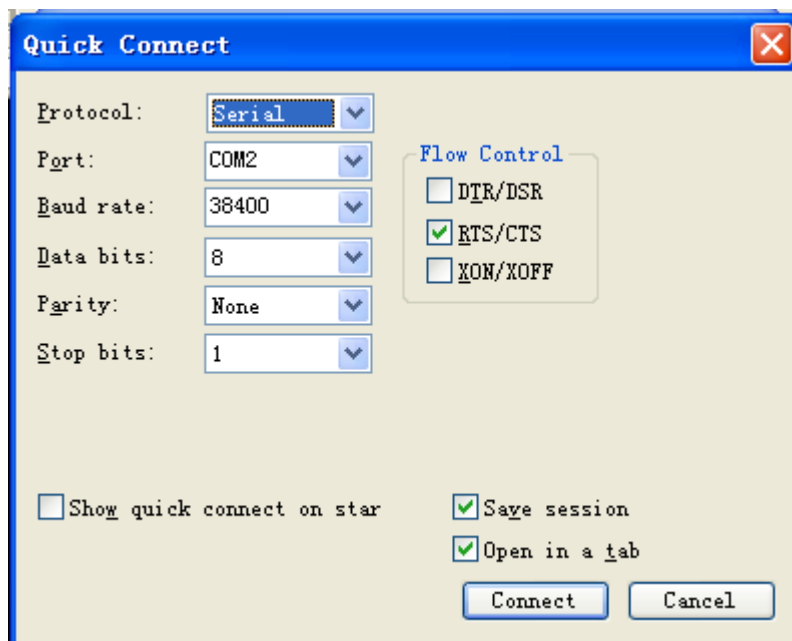 Quick Connect
Protocol: Serial
Port: COM2
Baud rate: 38400
Data bits: 8
Parity: None
Stop bits: 1
Flow Control
DTR/DSR
RTS/CTS
XON/XOFF
Show quick connect on star
Save session
Open in a tab
Connect Cancel